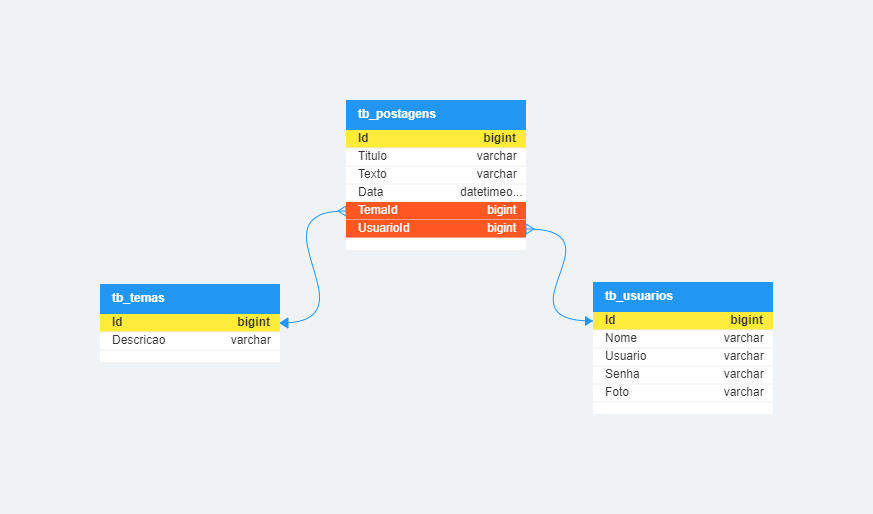 tb_postagens
Id bigint
Titulo varchar
Texto varchar
Data datetimeo...
TemaId bigint
UsuarioId bigint
tb_temas
Id bigint
Descricao varchar
tb_usuarios
Id bigint
Nome varchar
Usuario varchar
Senha varchar
Foto varchar